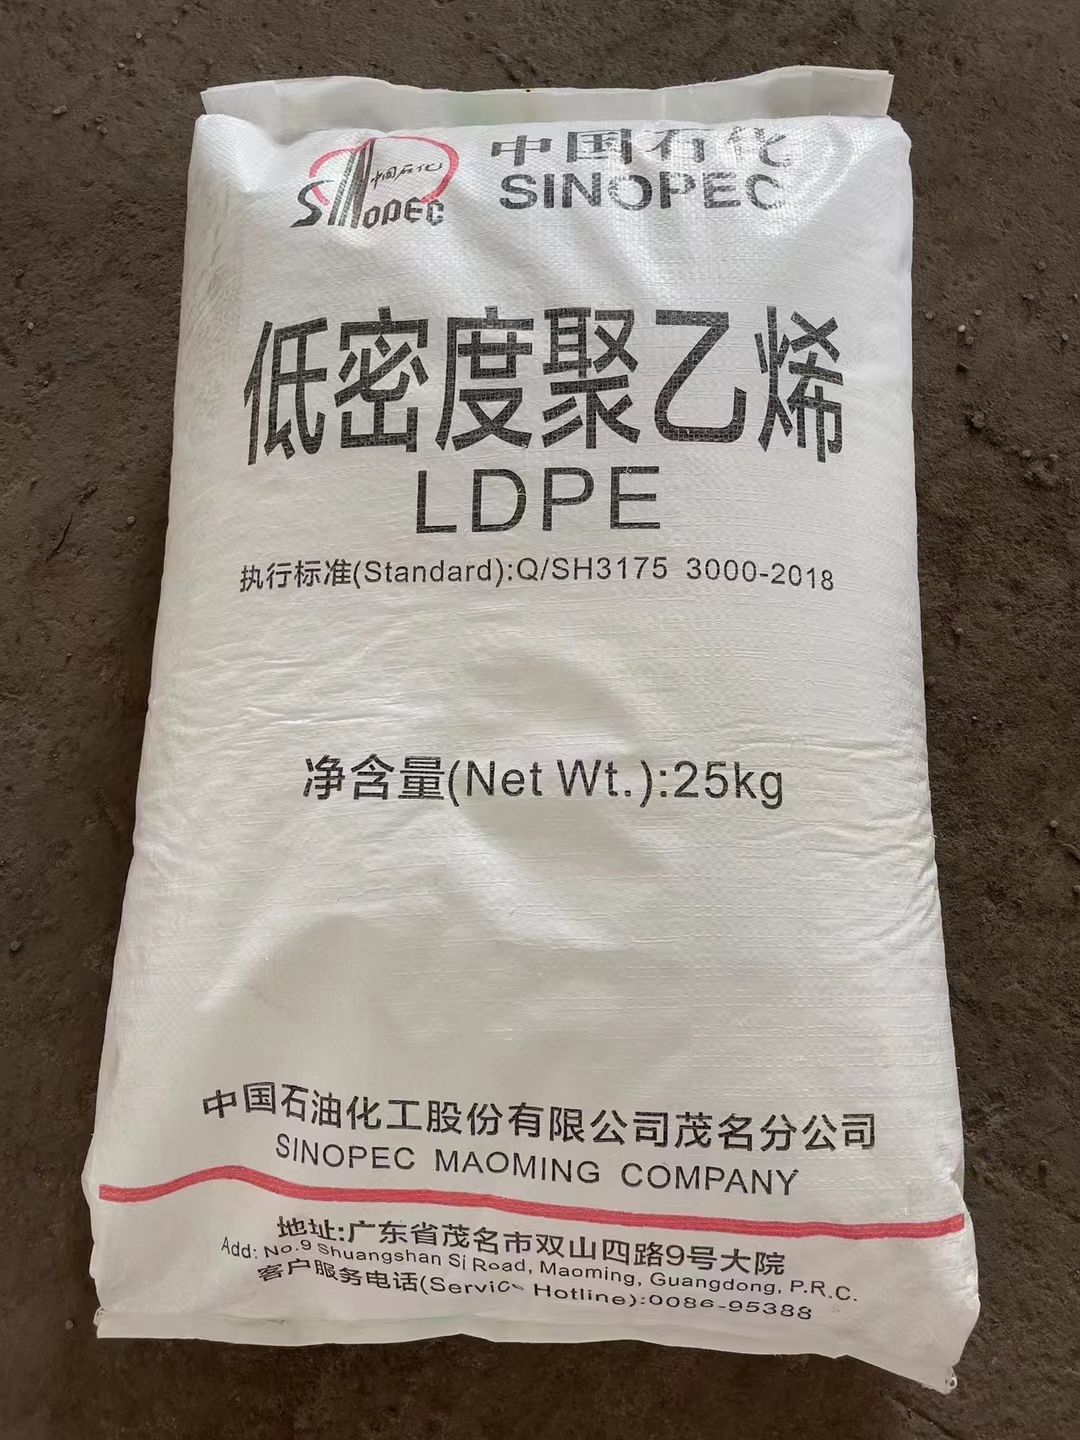 中国石化
SINOPEC
中国石化
SINOPEC
低密度聚乙烯
LDPE
执行标准(Standard):Q/SH3175 3000-2018
净含量(Net Wt.):25kg
中国石油化工股份有限公司茂名分公司
SINOPEC MAOMING COMPANY
地址:广东省茂名市双山四路9号大院
Add: No.9 Shuangshan Si Road, Maoming, Guangdong, P.R.C.
客户服务电话(Service Hotline):0086-95388